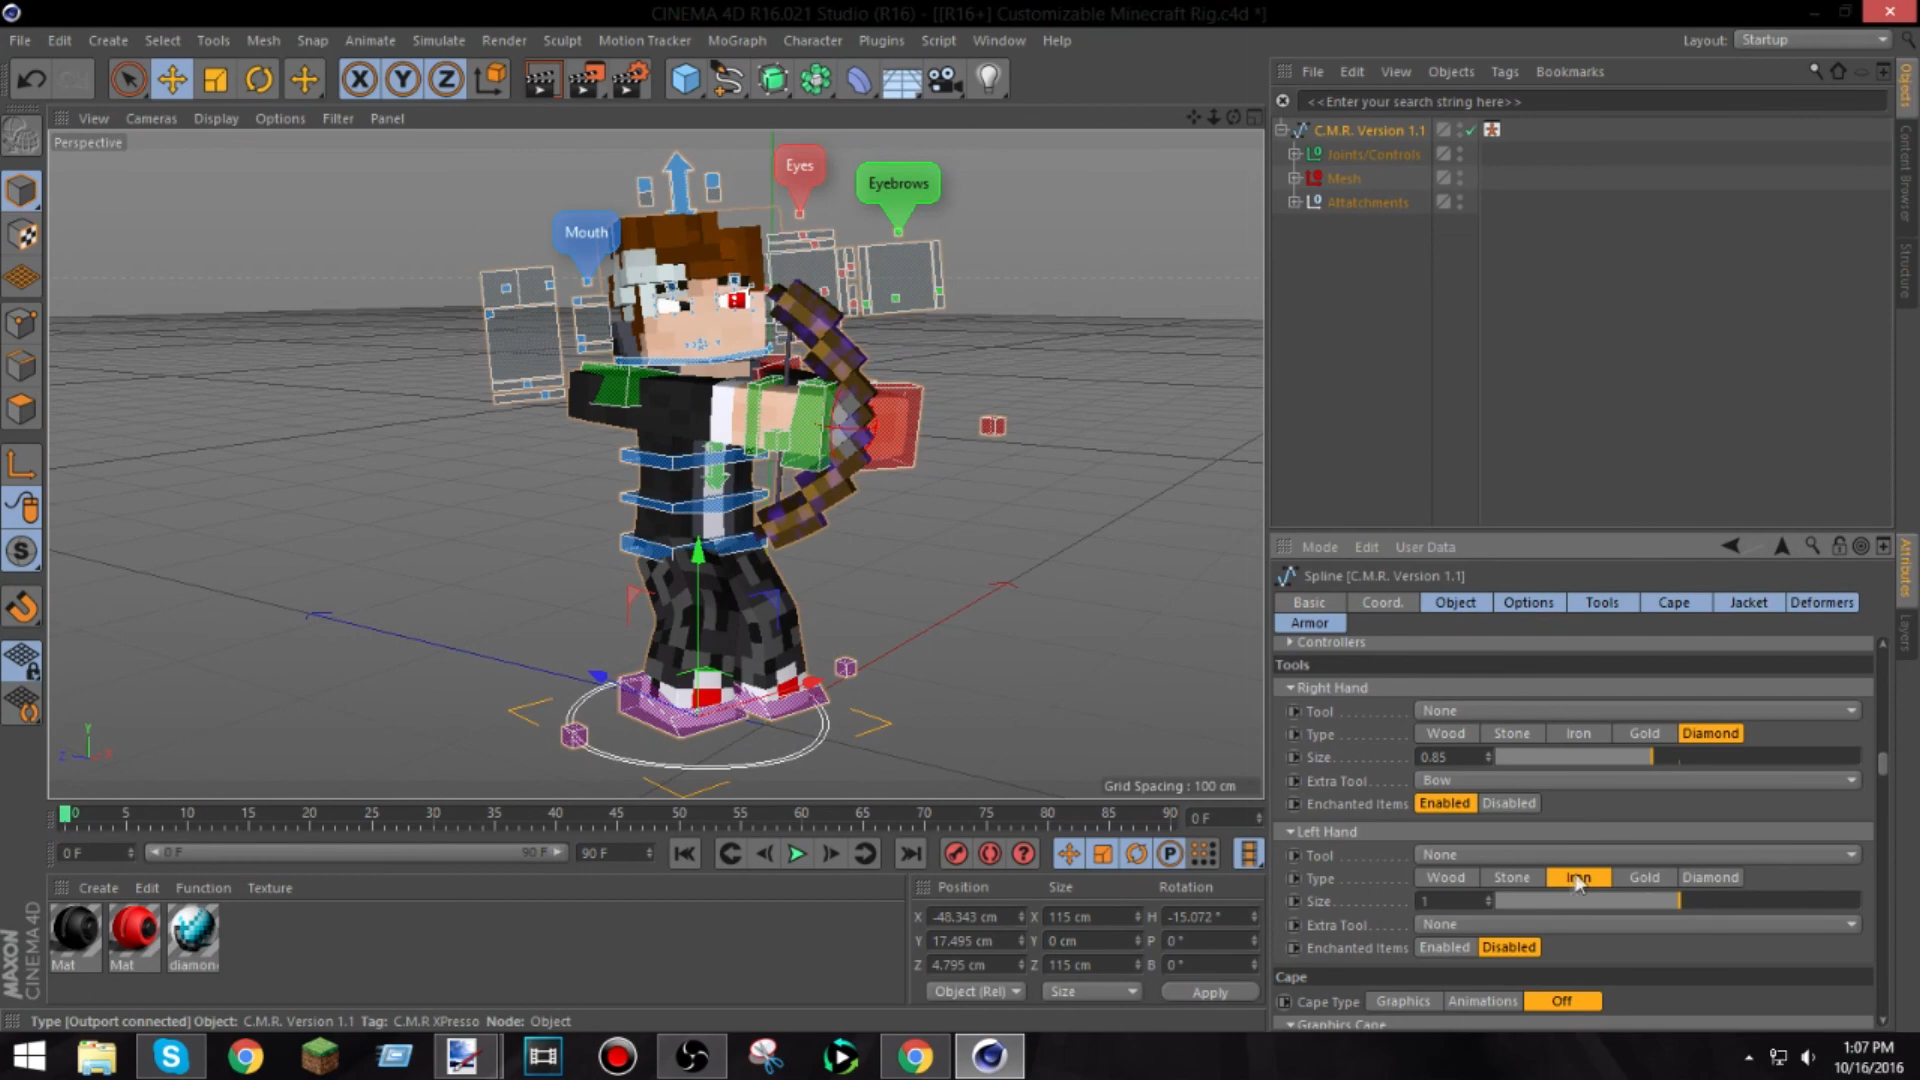 CINEMA 4D R16.021 Studio (R16) - [[R16+] Customizable Minecraft Rig.c4d *]
File Edit Create Select Tools Mesh Snap Animate Simulate Render Sculpt Motion Tracker MoGraph Character Plugins Script Window Help
Layout: Startup
X Y Z
File Edit View Objects Tags Bookmarks
<<Enter your search string here>>
View Cameras Display Options Filter Panel
Perspective
C.M.R. Version 1.1
Joints/Controls
Mesh
Attatchments
Objects
Content Browser
Structure
Eyes
Eyebrows
Mouth
Y
Z X
Grid Spacing : 100 cm
Mode Edit User Data
Attributes
Layers
Spline [C.M.R. Version 1.1]
Basic Coord. Object Options Tools Cape Jacket Deformers
Armor
Controllers
Tools
Right Hand
Tool None
Type Wood Stone Iron Gold Diamond
Size 0.85
Extra Tool Bow
Enchanted Items Enabled Disabled
Left Hand
Tool None
Type Wood Stone Iron Gold Diamond
Size 1
Extra Tool None
Enchanted Items Enabled Disabled
Cape
Cape Type Graphics Animations Off
Graphics Cape
0 5 10 15 20 25 30 35 40 45 50 55 60 65 70 75 80 85 90 0 F
0 F 0 F 90 F 90 F
P
Create Edit Function Texture
Mat Mat diamon
MAXON CINEMA 4D
Position Size Rotation
X -48.343 cm X 115 cm H -15.072 °
Y 17.495 cm Y 0 cm P 0 °
Z 4.795 cm Z 115 cm B 0 °
Object (Rel) Size Apply
Type [Outport connected] Object: C.M.R. Version 1.1 Tag: C.M.R XPresso Node: Object
1:07 PM
10/16/2016